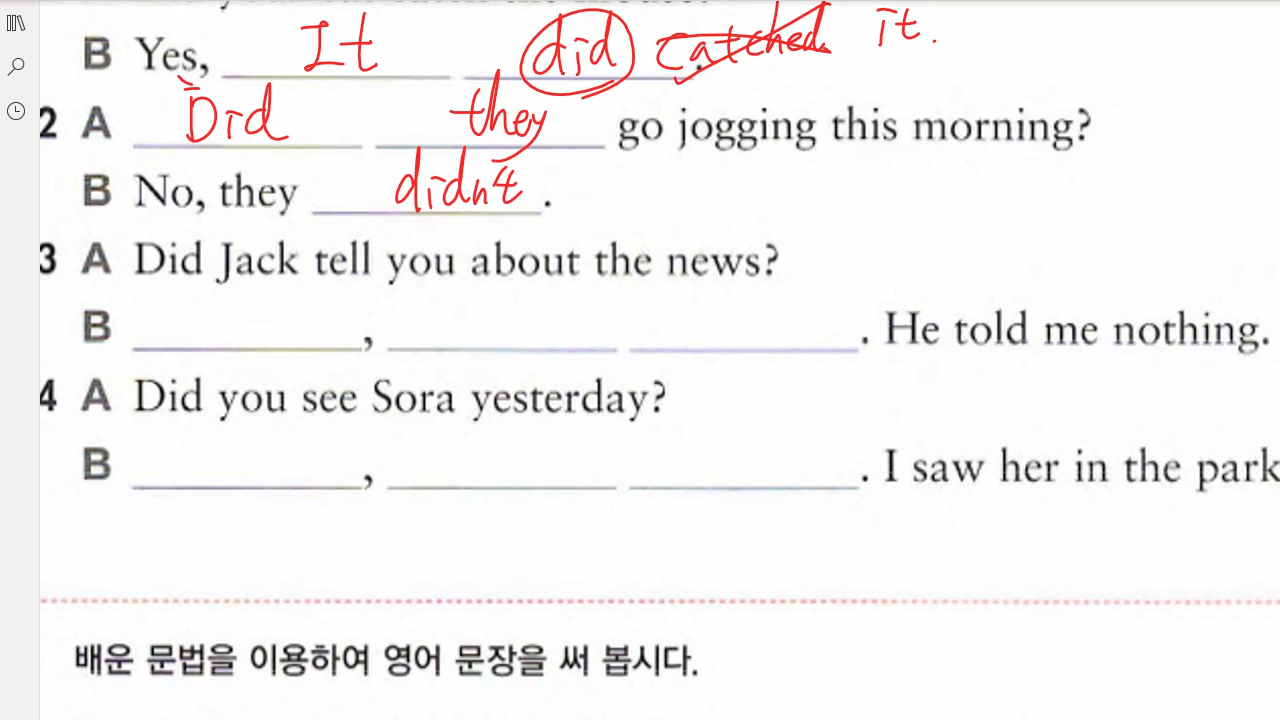 B Yes, It did catched it.
2 A Did they go jogging this morning?
B No, they didn't.
3 A Did Jack tell you about the news?
B , . He told me nothing.
4 A Did you see Sora yesterday?
B , . I saw her in the park
배운 문법을 이용하여 영어 문장을 써 봅시다.